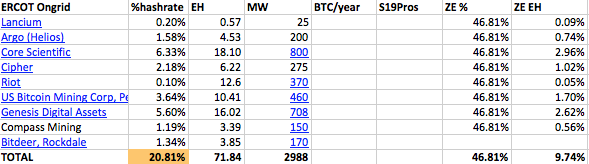 ERCOT Ongrid %hashrate EH MW BTC/year S19Pros ZE % ZE EH
Lancium 0.20% 0.57 25 46.81% 0.09%
Argo (Helios) 1.58% 4.53 200 46.81% 0.74%
Core Scientific 6.33% 18.10 800 46.81% 2.96%
Cipher 2.18% 6.22 275 46.81% 1.02%
Riot 0.10% 12.6 370 46.81% 0.05%
US Bitcoin Mining Corp, Pe 3.64% 10.41 460 46.81% 1.70%
Genesis Digital Assets 5.60% 16.02 708 46.81% 2.62%
Compass Mining 1.19% 3.39 150 46.81% 0.56%
Bitdeer, Rockdale 1.34% 3.85 170
TOTAL 20.81% 71.84 2988 46.81% 9.74%